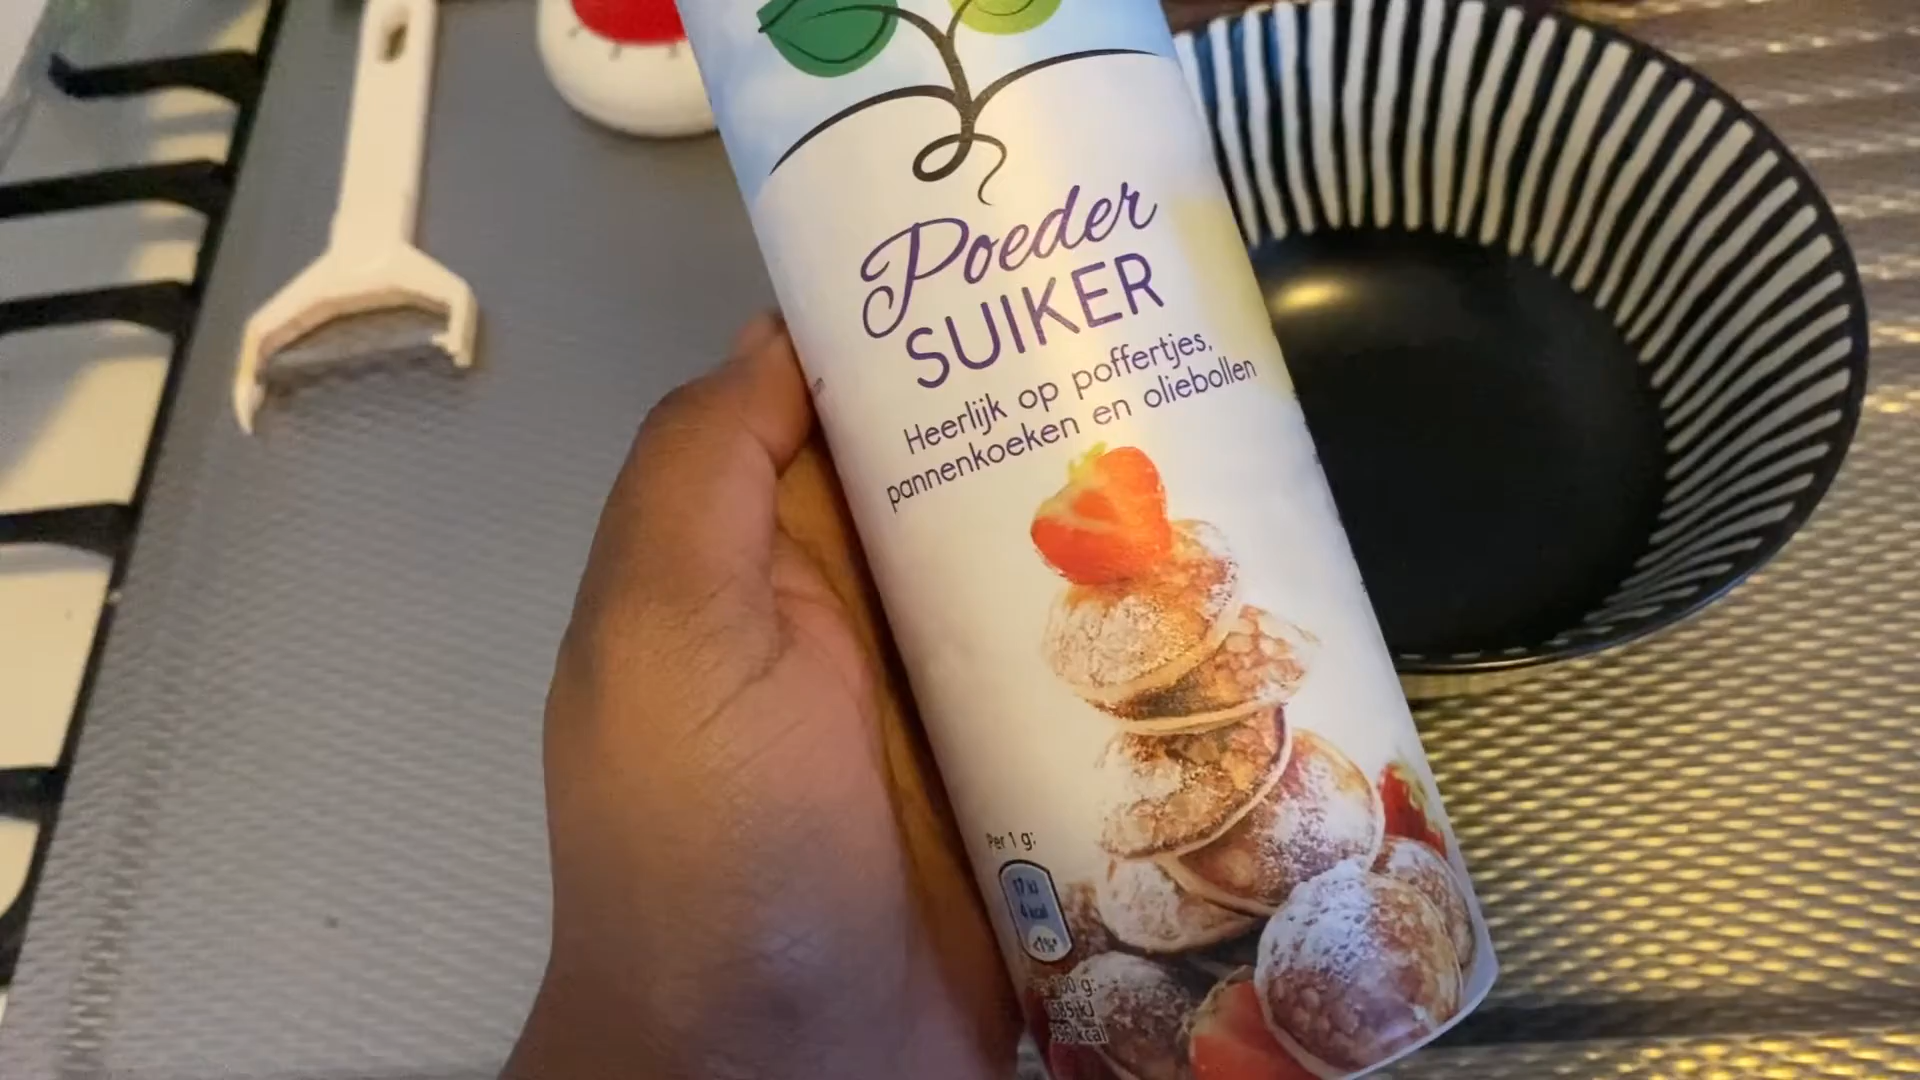 Poeder
SUIKER
Heerlijk op poffertjes,
pannenkoeken en oliebollen
Per 1 g:
17 kJ
4 kcal
<1%*